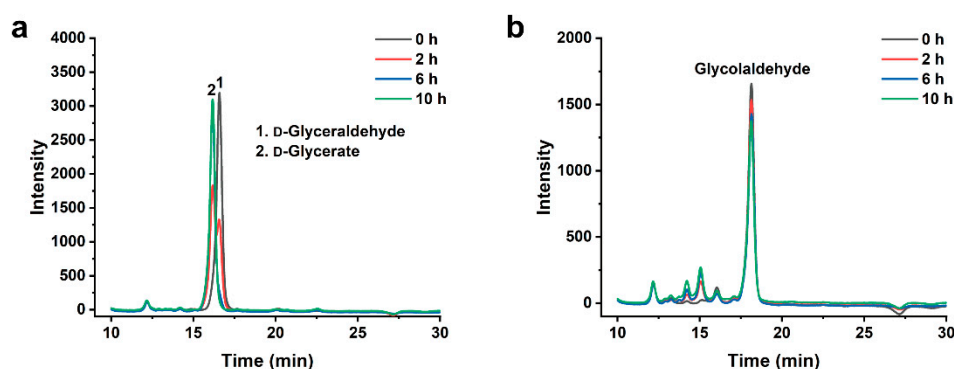 a
4000
3500
3000
2500
2000
1500
1000
500
0
Intensity
10 15 20 25 30
Time (min)
0 h
2 h
6 h
10 h
2 1
1. D-Glyceraldehyde
2. D-Glycerate
b
2000
1500
1000
500
0
Intensity
10 15 20 25 30
Time (min)
0 h
2 h
6 h
10 h
Glycolaldehyde